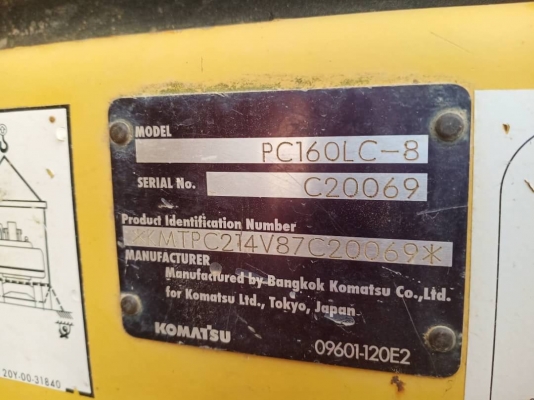 MODEL
PC160LC-8
SERIAL No.
C20069
Product Identification Number
MTPC214V87C20069*
MANUFACTURER
Manufactured by Bangkok Komatsu Co.,Ltd.
for Komatsu Ltd., Tokyo, Japan
KOMATSU
09601-120E2
20Y-00-31840